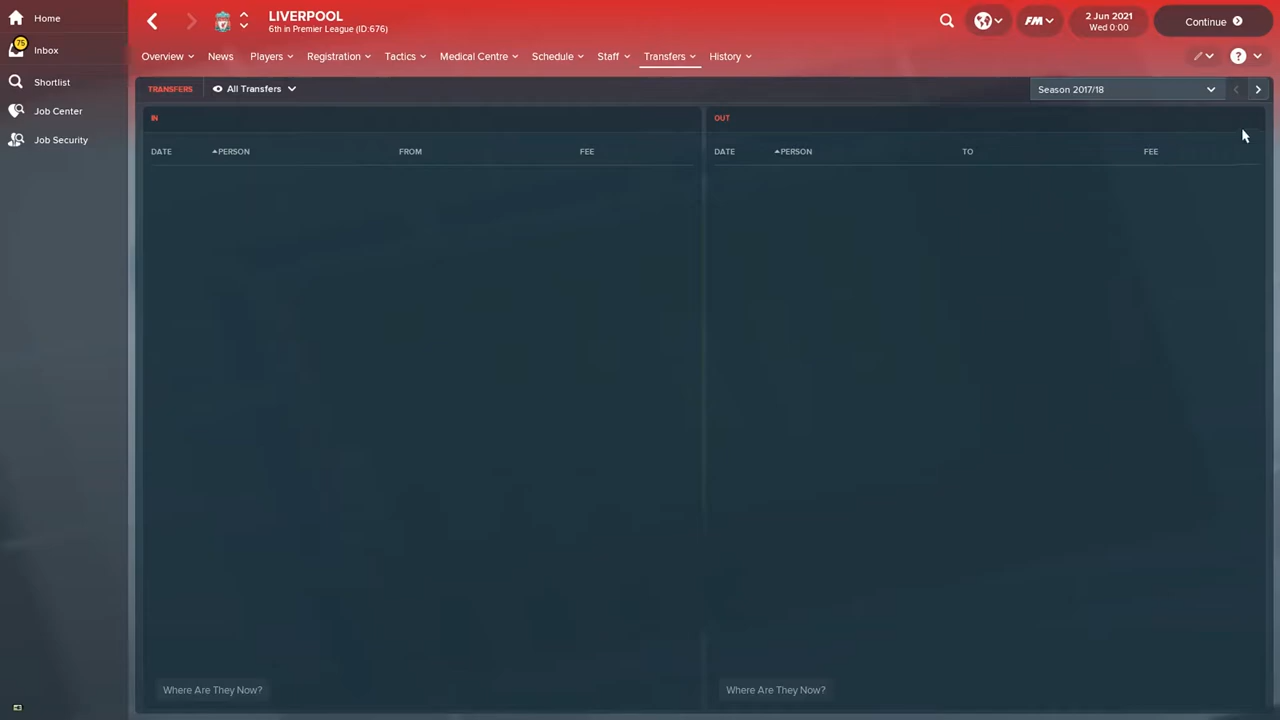 Home
75
Inbox
Shortlist
Job Center
Job Security
LIVERPOOL
6th in Premier League (ID:676)
FM
2 Jun 2021
Wed 0:00
Continue
Overview
News
Players
Registration
Tactics
Medical Centre
Schedule
Staff
Transfers
History
?
TRANSFERS
All Transfers
Season 2017/18
IN
DATE PERSON FROM FEE
OUT
DATE PERSON TO FEE
Where Are They Now?
Where Are They Now?